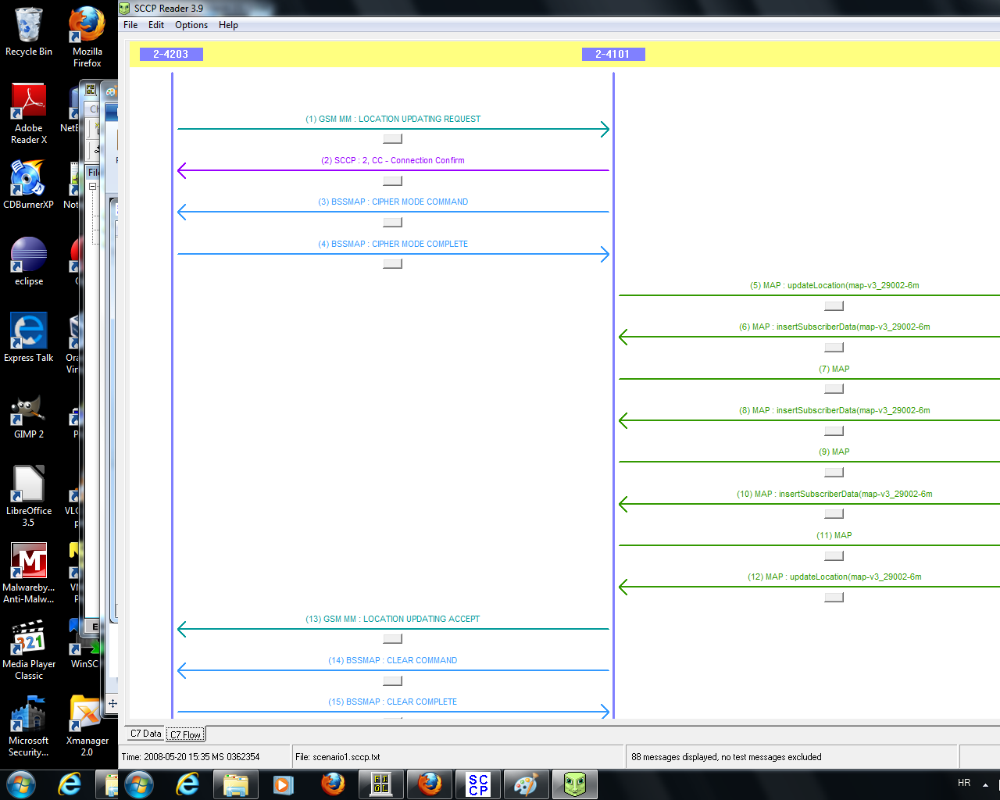 SCCP Reader 3.9
File Edit Options Help
2-4203 2-4101
(1) GSM MM : LOCATION UPDATING REQUEST
(2) SCCP : 2, CC - Connection Confirm
(3) BSSMAP : CIPHER MODE COMMAND
(4) BSSMAP : CIPHER MODE COMPLETE
(5) MAP : updateLocation(map-v3_29002-6m
(6) MAP : insertSubscriberData(map-v3_29002-6m
(7) MAP
(8) MAP : insertSubscriberData(map-v3_29002-6m
(9) MAP
(10) MAP : insertSubscriberData(map-v3_29002-6m
(11) MAP
(12) MAP : updateLocation(map-v3_29002-6m
(13) GSM MM : LOCATION UPDATING ACCEPT
(14) BSSMAP : CLEAR COMMAND
(15) BSSMAP : CLEAR COMPLETE
C7 Data C7 Flow
Time: 2008-05-20 15:35 MS 0362354 File: scenario1.sccp.txt 88 messages displayed, no test messages excluded
Recycle Bin
Mozilla
Firefox
Adobe
Reader X
NetB
CDBurnerXP
Not
eclipse
Express Talk
Ora
Vir
GIMP 2
P
LibreOffice
3.5
VLC
p
Malwareby...
Anti-Malw...
VM
P
Media Player
Classic
WinSC
Microsoft
Security...
Xmanager
2.0
Ch
File
E
SC
CP
HR